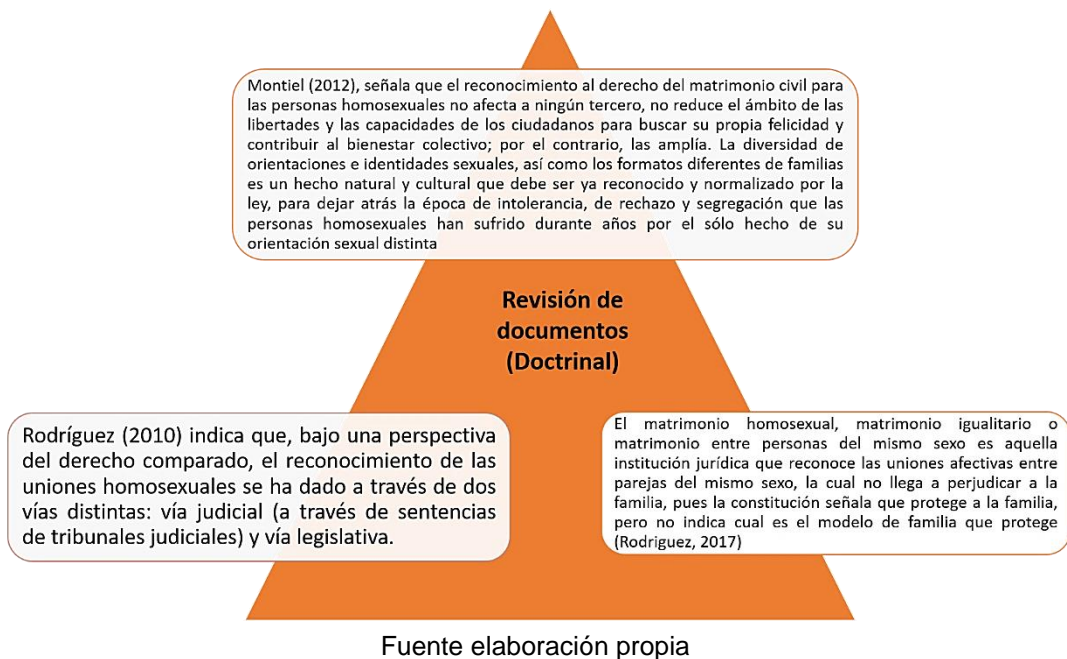 Montiel (2012), señala que el reconocimiento al derecho del matrimonio civil para
las personas homosexuales no afecta a ningún tercero, no reduce el ámbito de las
libertades y las capacidades de los ciudadanos para buscar su propia felicidad y
contribuir al bienestar colectivo; por el contrario, las amplía. La diversidad de
orientaciones e identidades sexuales, así como los formatos diferentes de familias
es un hecho natural y cultural que debe ser ya reconocido y normalizado por la
ley, para dejar atrás la época de intolerancia, de rechazo y segregación que las
personas homosexuales han sufrido durante años por el sólo hecho de su
orientación sexual distinta
Revisión de
documentos
(Doctrinal)
Rodríguez (2010) indica que, bajo una perspectiva
del derecho comparado, el reconocimiento de las
uniones homosexuales se ha dado a través de dos
vías distintas: vía judicial (a través de sentencias
de tribunales judiciales) y vía legislativa.
El matrimonio homosexual, matrimonio igualitario o
matrimonio entre personas del mismo sexo es aquella
institución jurídica que reconoce las uniones afectivas entre
parejas del mismo sexo, la cual no llega a perjudicar a la
familia, pues la constitución señala que protege a la familia,
pero no indica cual es el modelo de familia que protege
(Rodriguez, 2017)
Fuente elaboración propia